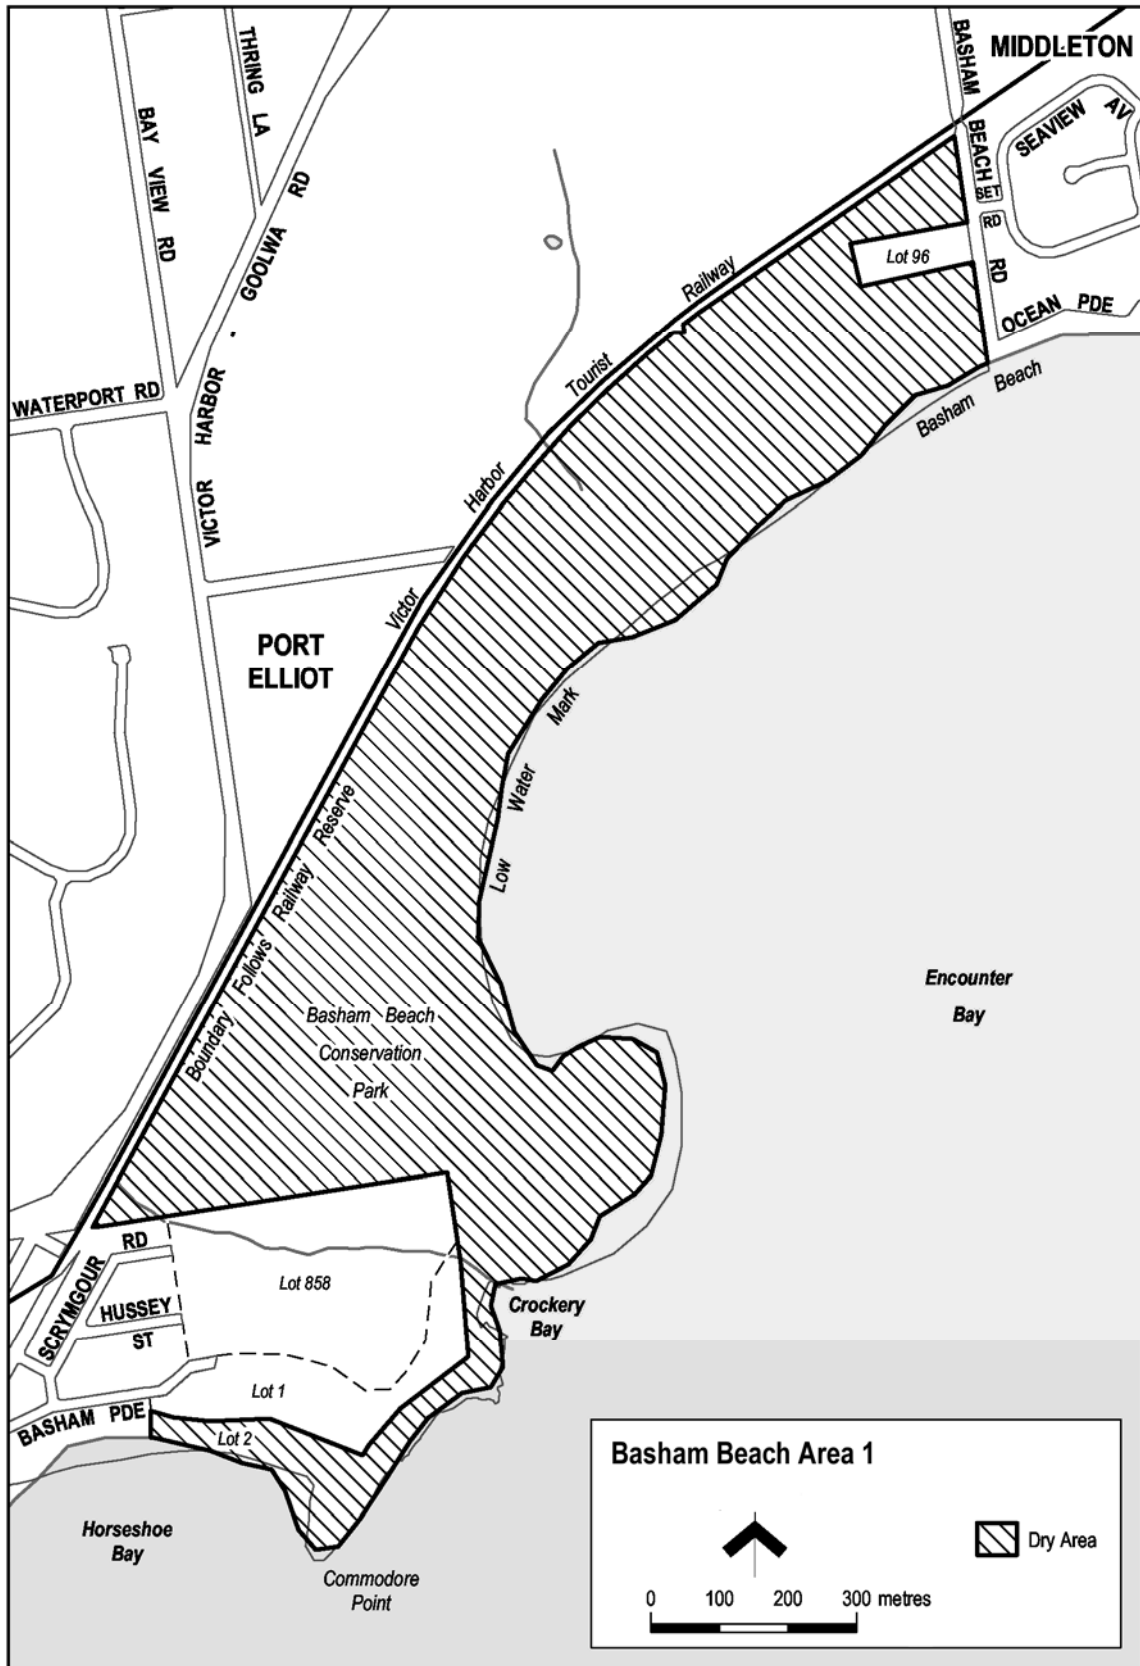 MIDDLETON
BASHAM
BEACH
RD
THRING LA
BAY VIEW RD
VICTOR HARBOR - GOOLWA RD
SEAVIEW AV
SET
RD
Lot 96
OCEAN PDE
Basham Beach
WATERPORT RD
Victor Harbor Tourist Railway
PORT
ELLIOT
Low Water Mark
Boundary Follows Railway Reserve
Encounter
Bay
Basham Beach
Conservation
Park
SCRYMGOUR RD
HUSSEY
ST
Lot 858
Crockery
Bay
Lot 1
BASHAM PDE
Lot 2
Horseshoe
Bay
Commodore
Point
Basham Beach Area 1
Dry Area
0 100 200 300 metres